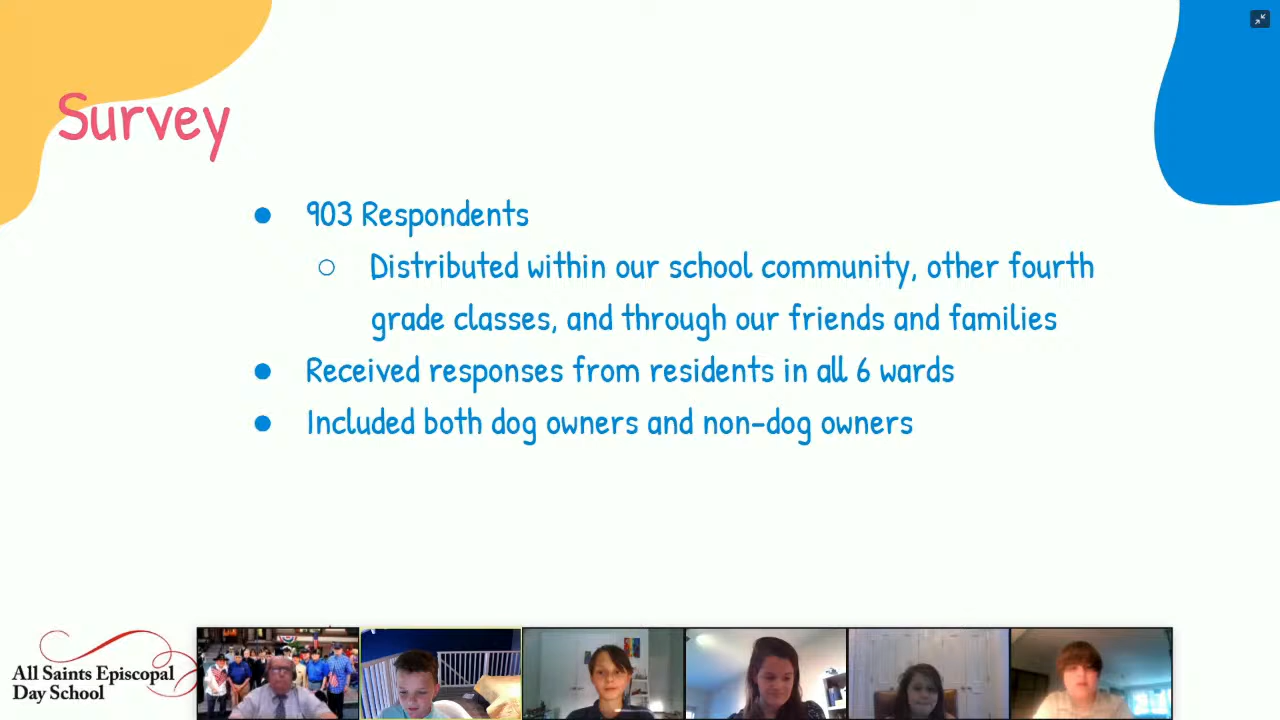 Survey
● 903 Respondents
○ Distributed within our school community, other fourth
grade classes, and through our friends and families
● Received responses from residents in all 6 wards
● Included both dog owners and non-dog owners
All Saints Episcopal
Day School